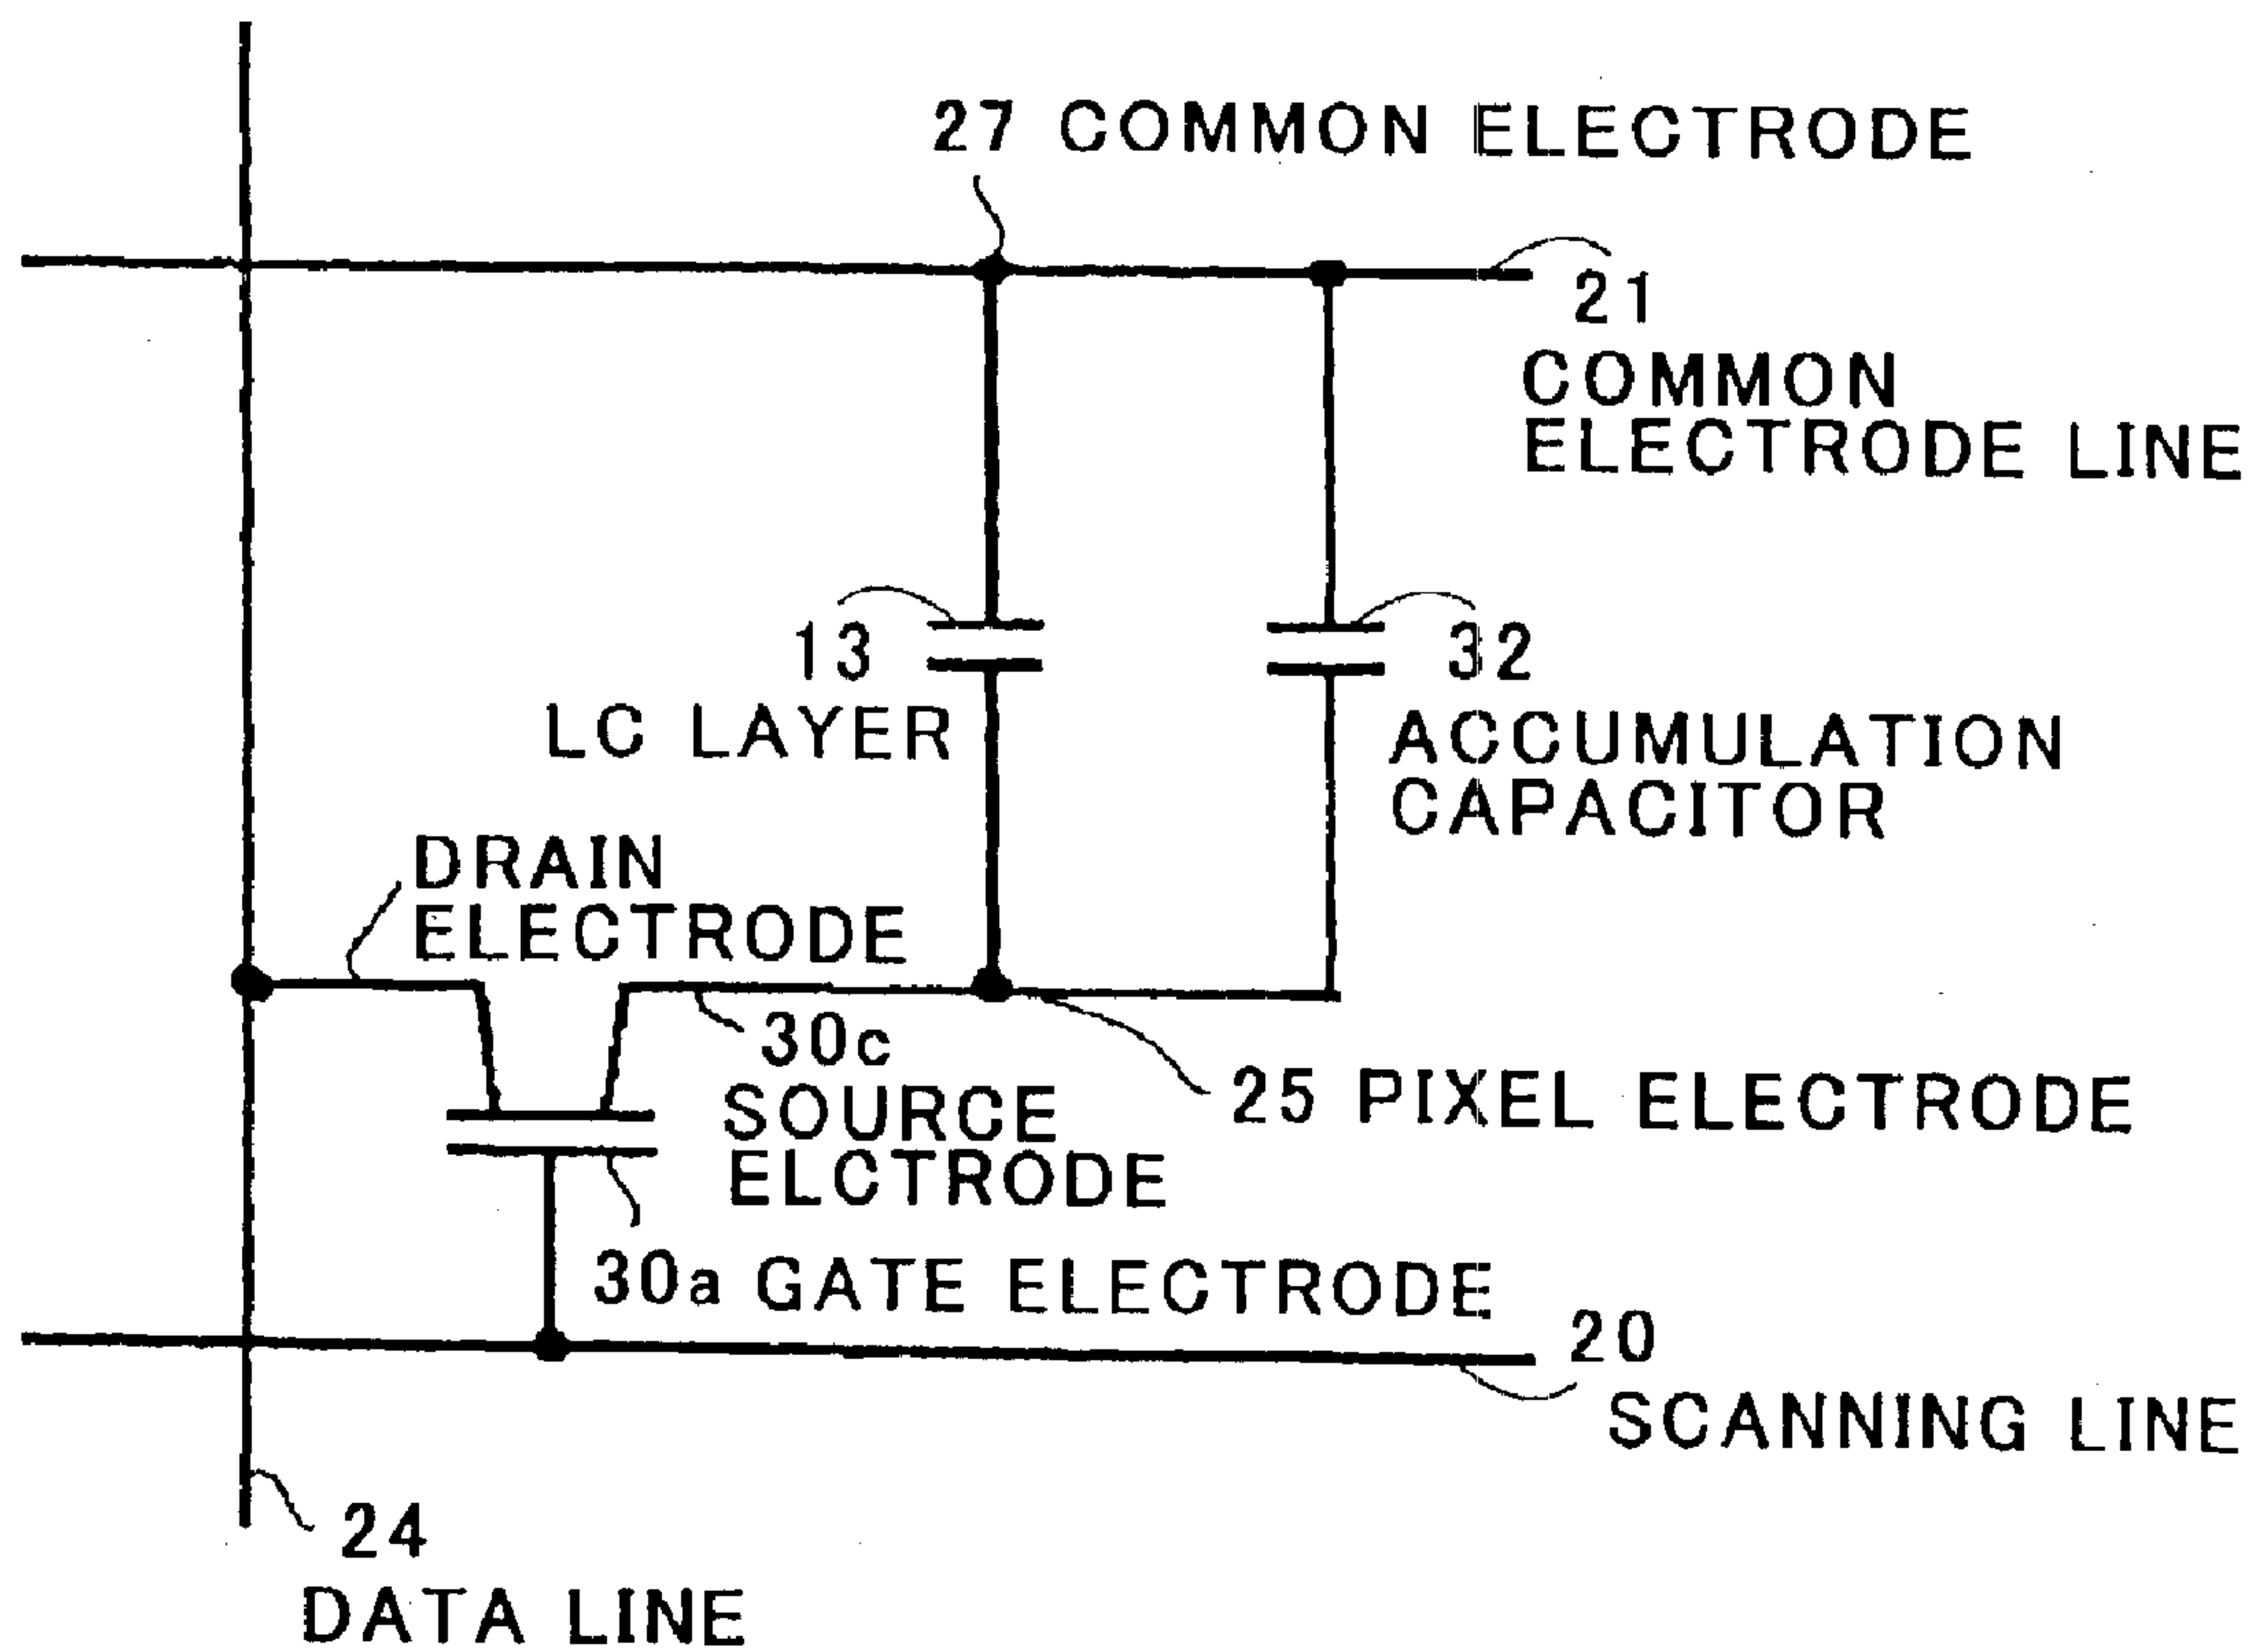 27 COMMON ELECTRODE
21
COMMON
ELECTRODE LINE
13
LC LAYER
32
ACCUMULATION
CAPACITOR
DRAIN
ELECTRODE
30c
SOURCE
ELCTRODE
25 PIXEL ELECTRODE
30a GATE ELECTRODE
20
SCANNING LINE
24
DATA LINE